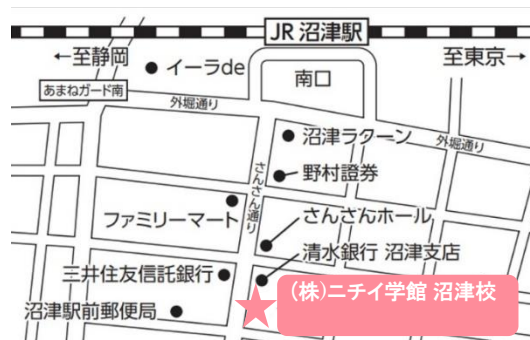 JR 沼津駅
←至静岡
至東京→
イーラde
南口
あまねガード南
外堀通り
沼津ラクーン
外堀通り
野村證券
さんさん通り
ファミリーマート
さんさんホール
清水銀行 沼津支店
三井住友信託銀行
(株)ニチイ学館 沼津校
沼津駅前郵便局